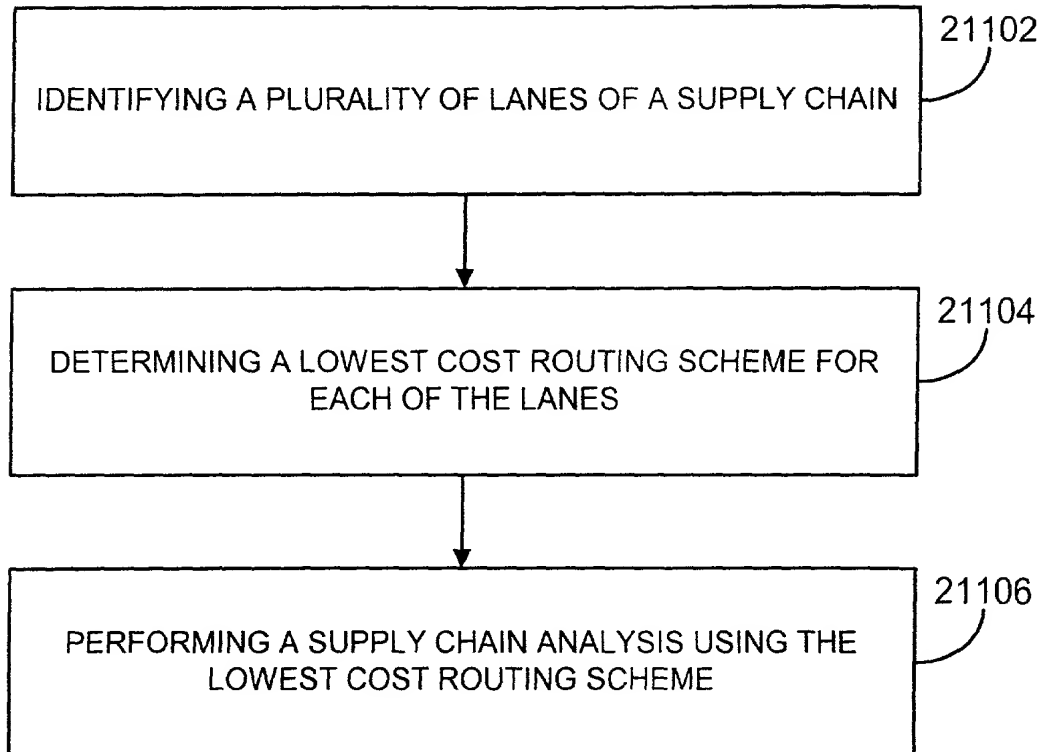 21102
IDENTIFYING A PLURALITY OF LANES OF A SUPPLY CHAIN
21104
DETERMINING A LOWEST COST ROUTING SCHEME FOR
EACH OF THE LANES
21106
PERFORMING A SUPPLY CHAIN ANALYSIS USING THE
LOWEST COST ROUTING SCHEME